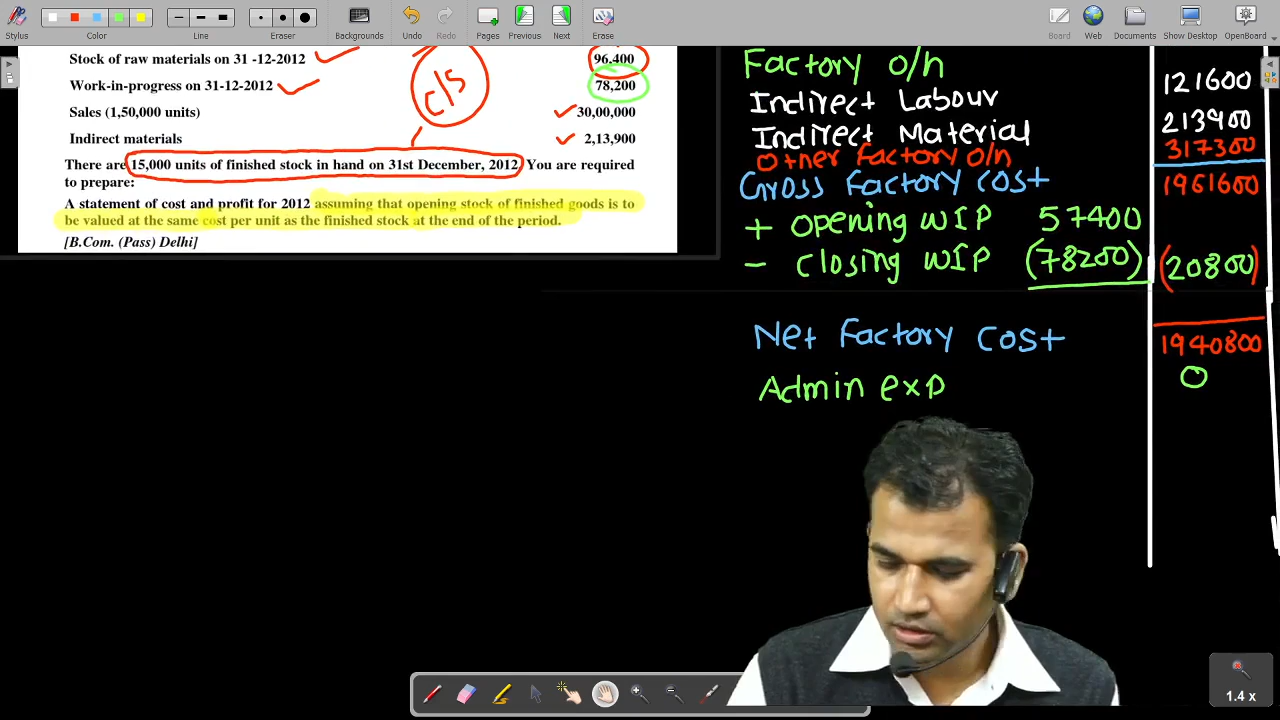 Stylus
Color
Line
Eraser
Backgrounds
Undo
Redo
Pages
Previous
Next
Erase
Board
Web
Documents
Show Desktop
OpenBoard
Stock of raw materials on 31 -12-2012 96,400
Work-in-progress on 31-12-2012 78,200
Sales (1,50,000 units) 30,00,000
Indirect materials 2,13,900
c/s
There are 15,000 units of finished stock in hand on 31st December, 2012. You are required
to prepare:
A statement of cost and profit for 2012 assuming that opening stock of finished goods is to
be valued at the same cost per unit as the finished stock at the end of the period.
[B.Com. (Pass) Delhi]
Factory o/h
Indirect Labour 121600
Indirect Material 213900
Other factory o/h 317300
Gross Factory cost 1961600
+ opening WIP 57400
- closing WIP (78200) (20800)
Net Factory cost 1940800
Admin exp 0
1.4 x